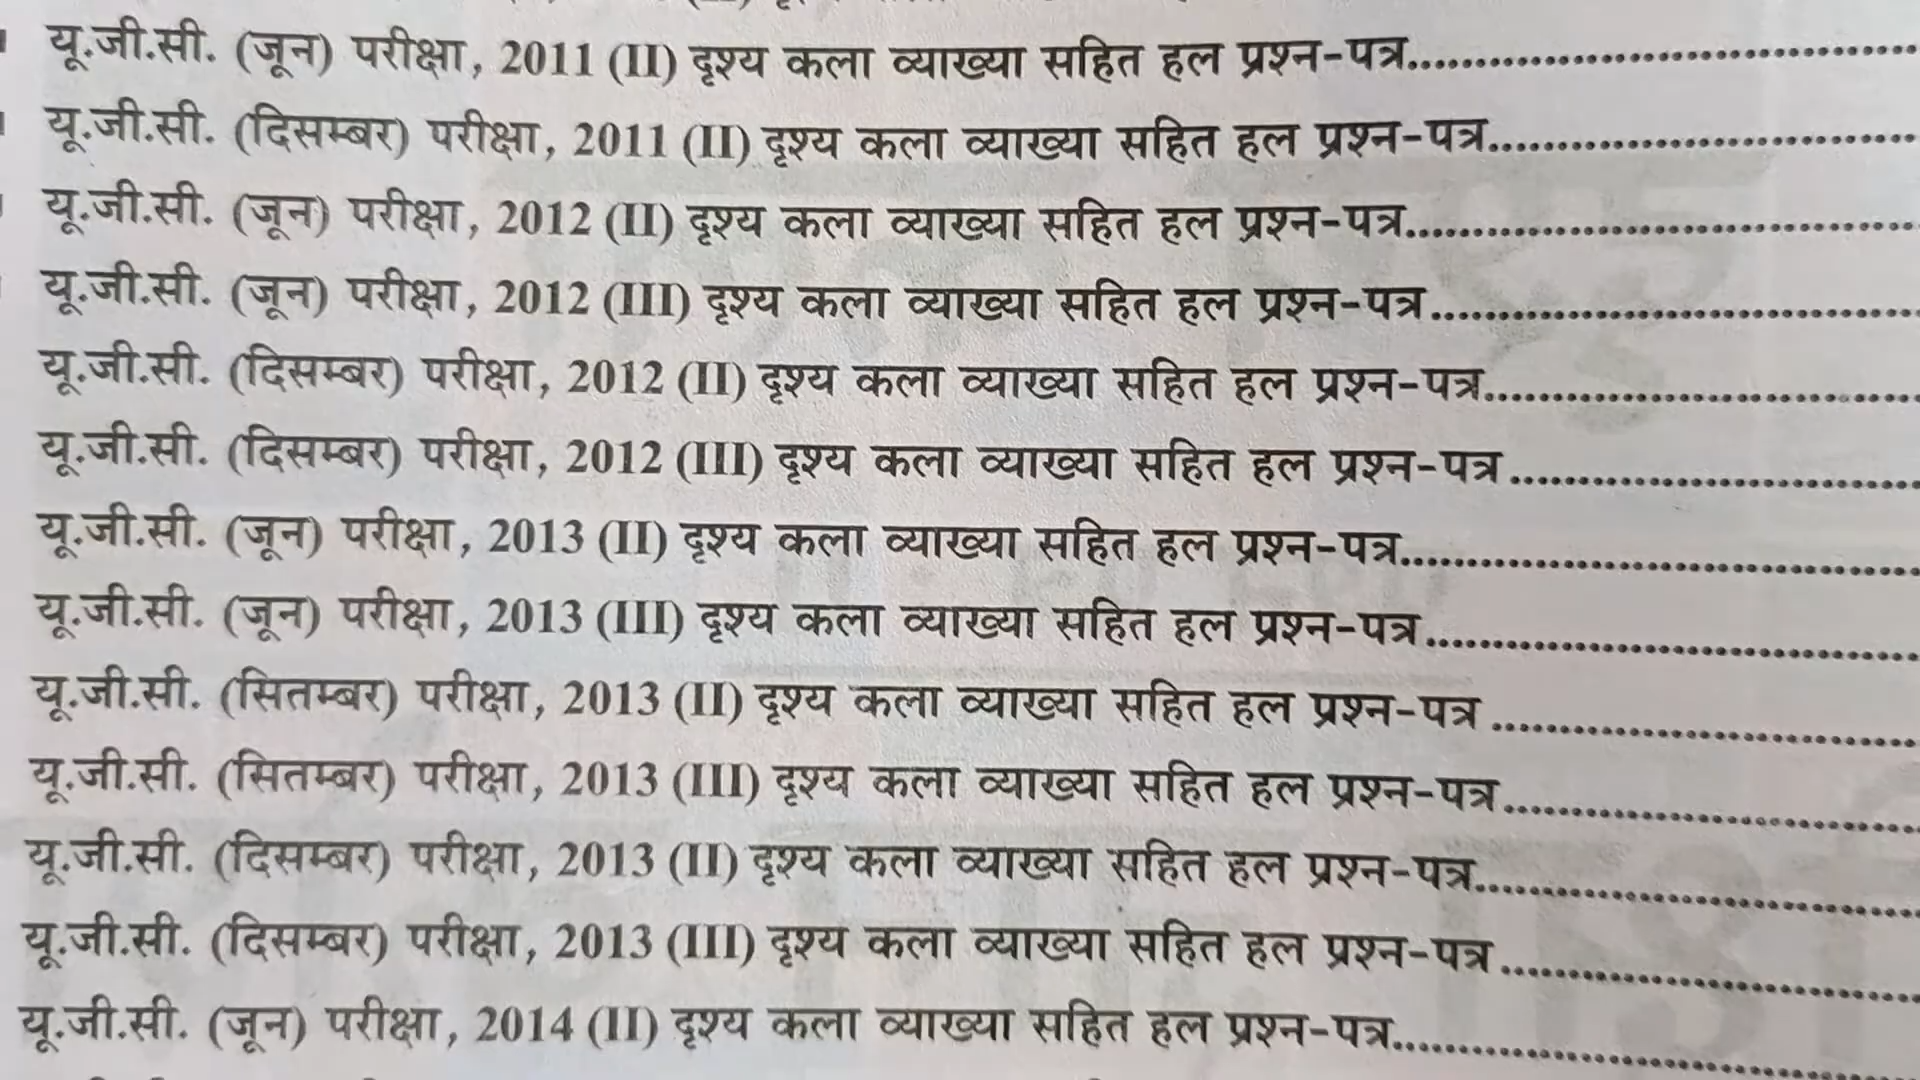 यू.जी.सी. (जून) परीक्षा, 2011 (II) दृश्य कला व्याख्या सहित हल प्रश्न-पत्र........................................
यू.जी.सी. (दिसम्बर) परीक्षा, 2011 (II) दृश्य कला व्याख्या सहित हल प्रश्न-पत्र..................................
यू.जी.सी. (जून) परीक्षा, 2012 (II) दृश्य कला व्याख्या सहित हल प्रश्न-पत्र........................................
यू.जी.सी. (जून) परीक्षा, 2012 (III) दृश्य कला व्याख्या सहित हल प्रश्न-पत्र......................................
यू.जी.सी. (दिसम्बर) परीक्षा, 2012 (II) दृश्य कला व्याख्या सहित हल प्रश्न-पत्र..................................
यू.जी.सी. (दिसम्बर) परीक्षा, 2012 (III) दृश्य कला व्याख्या सहित हल प्रश्न-पत्र................................
यू.जी.सी. (जून) परीक्षा, 2013 (II) दृश्य कला व्याख्या सहित हल प्रश्न-पत्र........................................
यू.जी.सी. (जून) परीक्षा, 2013 (III) दृश्य कला व्याख्या सहित हल प्रश्न-पत्र......................................
यू.जी.सी. (सितम्बर) परीक्षा, 2013 (II) दृश्य कला व्याख्या सहित हल प्रश्न-पत्र..................................
यू.जी.सी. (सितम्बर) परीक्षा, 2013 (III) दृश्य कला व्याख्या सहित हल प्रश्न-पत्र................................
यू.जी.सी. (दिसम्बर) परीक्षा, 2013 (II) दृश्य कला व्याख्या सहित हल प्रश्न-पत्र..................................
यू.जी.सी. (दिसम्बर) परीक्षा, 2013 (III) दृश्य कला व्याख्या सहित हल प्रश्न-पत्र................................
यू.जी.सी. (जून) परीक्षा, 2014 (II) दृश्य कला व्याख्या सहित हल प्रश्न-पत्र........................................